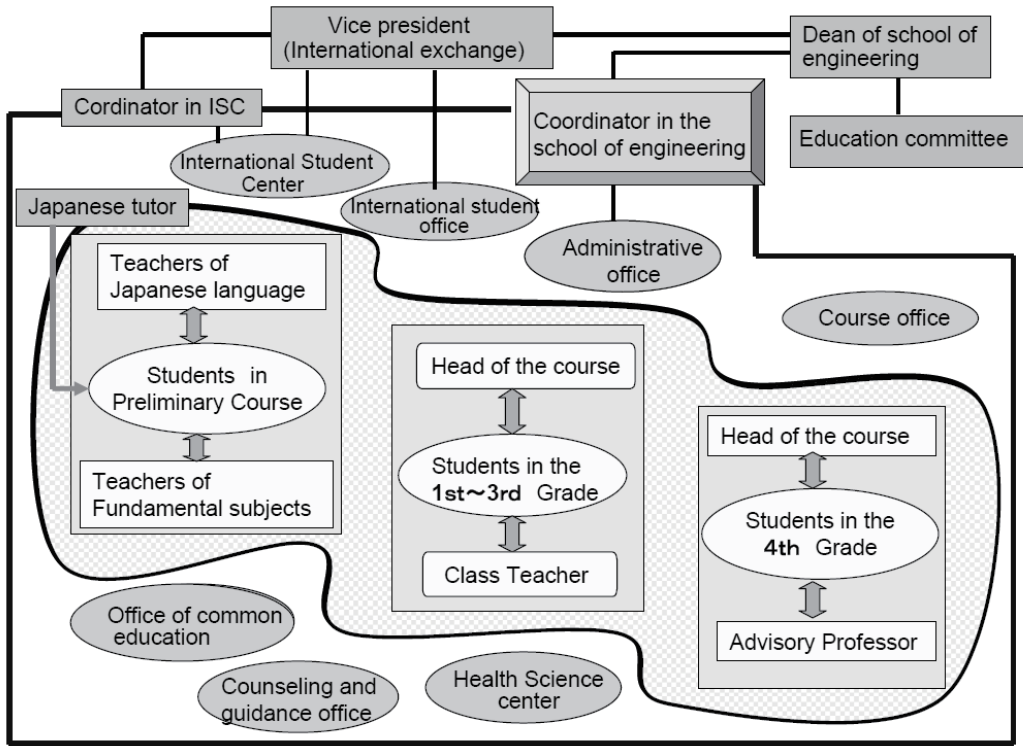 Vice president
(International exchange)
Dean of school of
engineering
Cordinator in ISC
Coordinator in the
school of engineering
Education committee
International Student
Center
International student
office
Japanese tutor
Administrative
office
Teachers of
Japanese language
Course office
Students in
Preliminary Course
Head of the course
Head of the course
Teachers of
Fundamental subjects
Students in the
1st~3rd Grade
Students in the
4th Grade
Class Teacher
Advisory Professor
Office of common
education
Counseling and
guidance office
Health Science
center